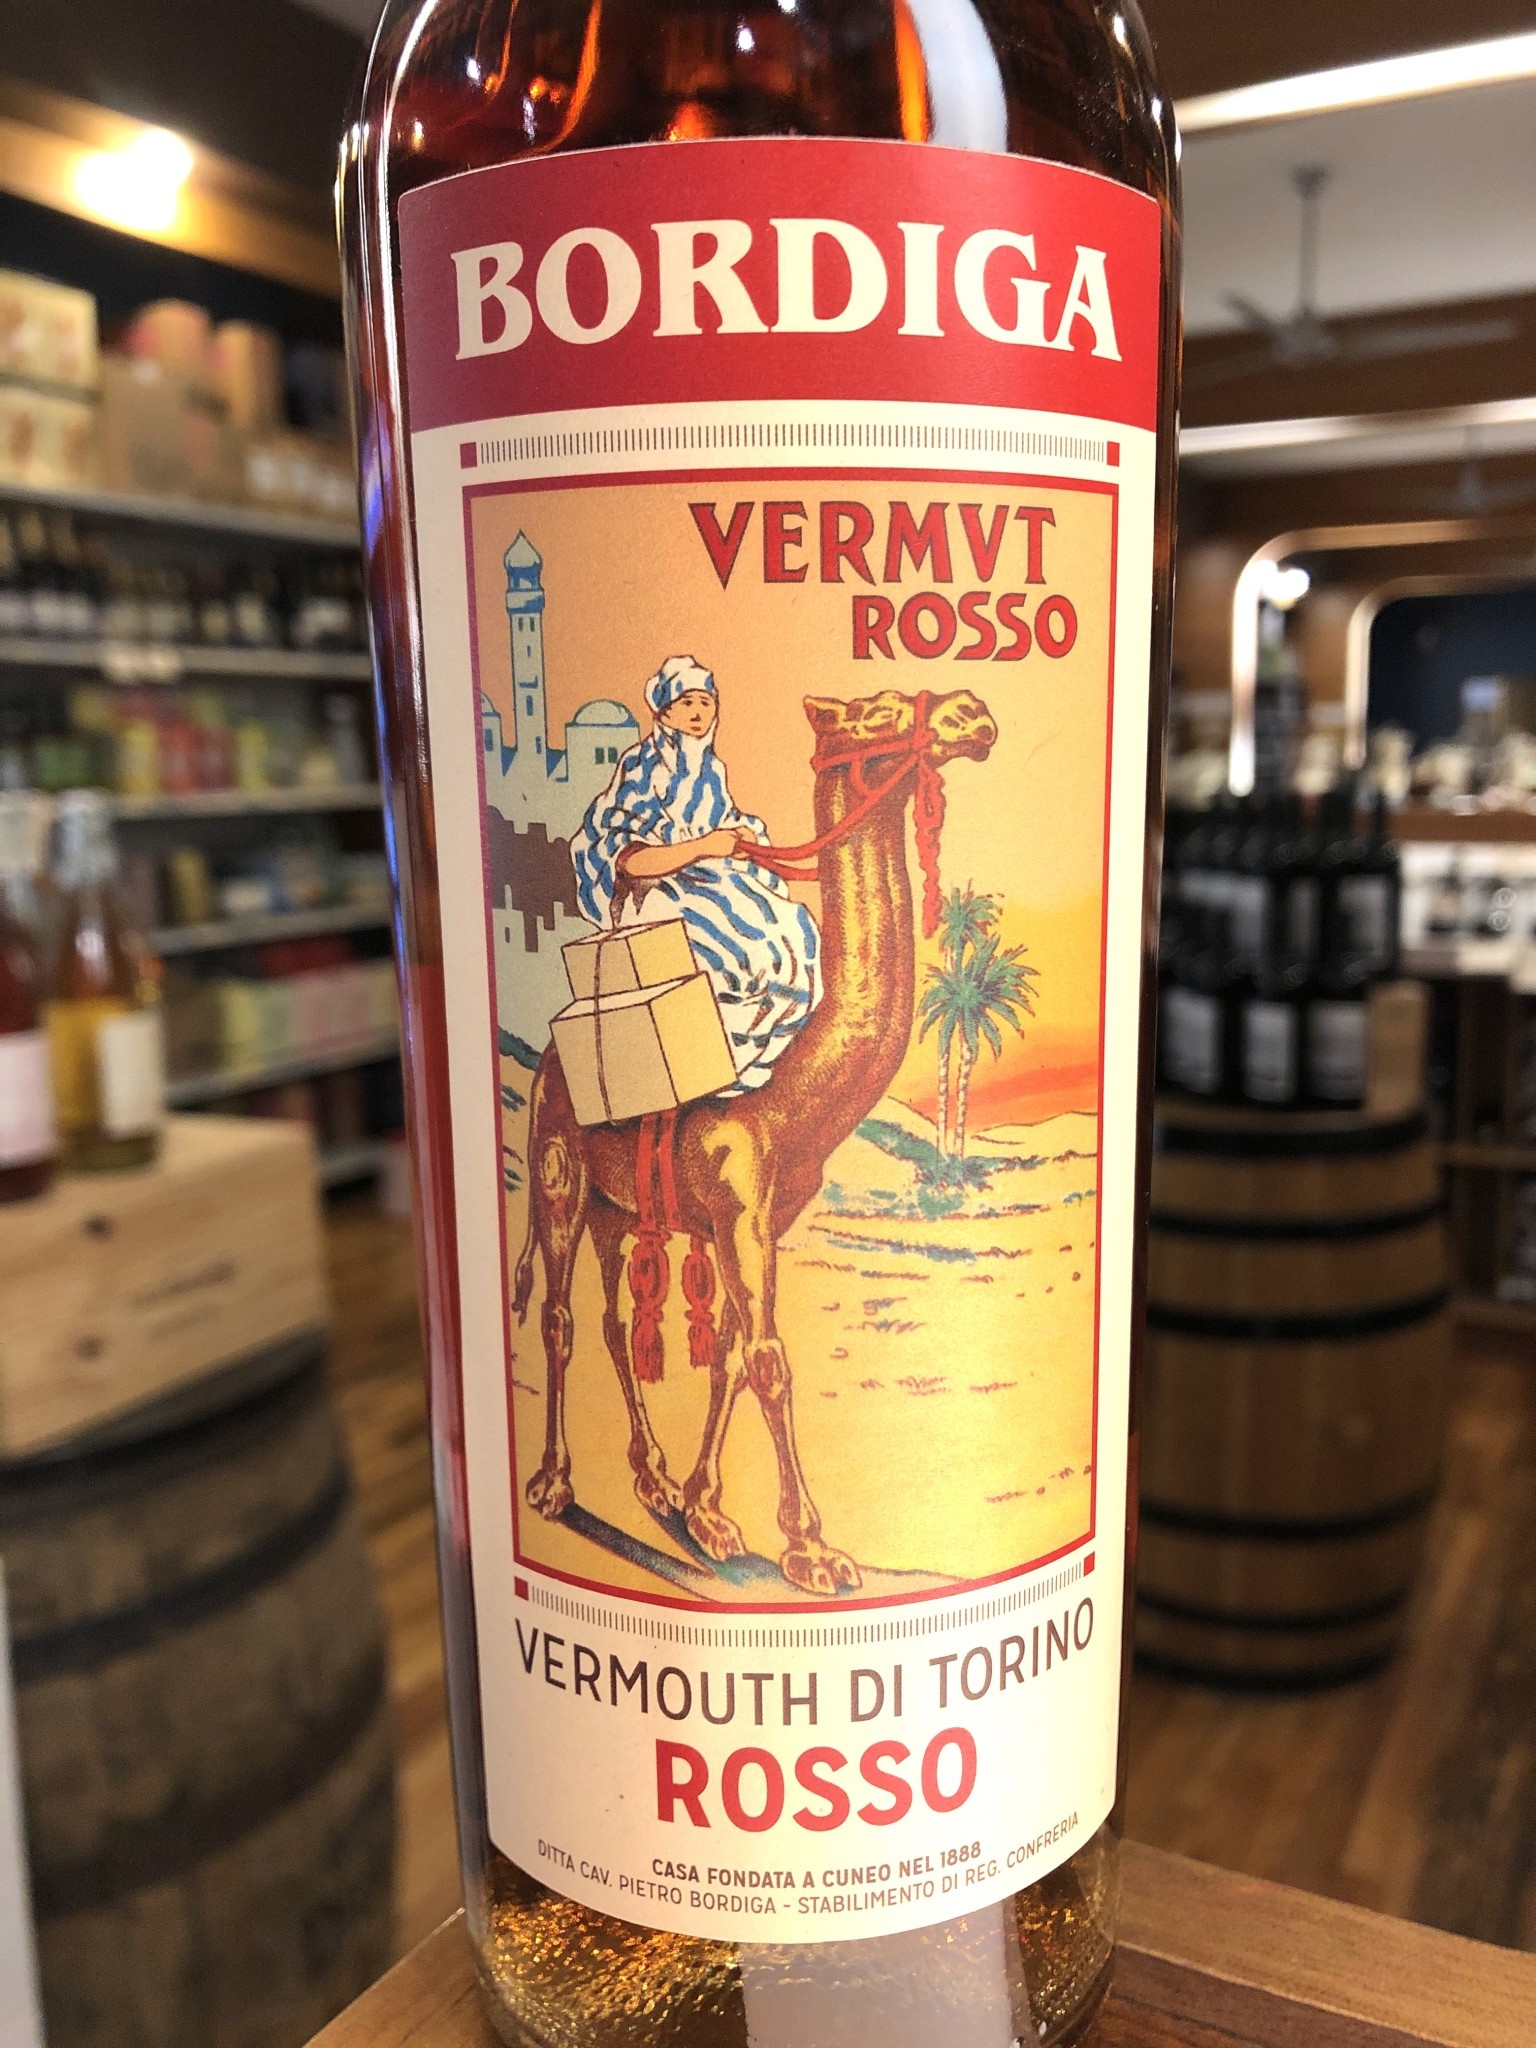 BORDIGA
VERMVT
ROSSO
VERMOUTH DI TORINO
ROSSO
CASA FONDATA A CUNEO NEL 1888
DITTA CAV. PIETRO BORDIGA - STABILIMENTO DI REG. CONFRERIA